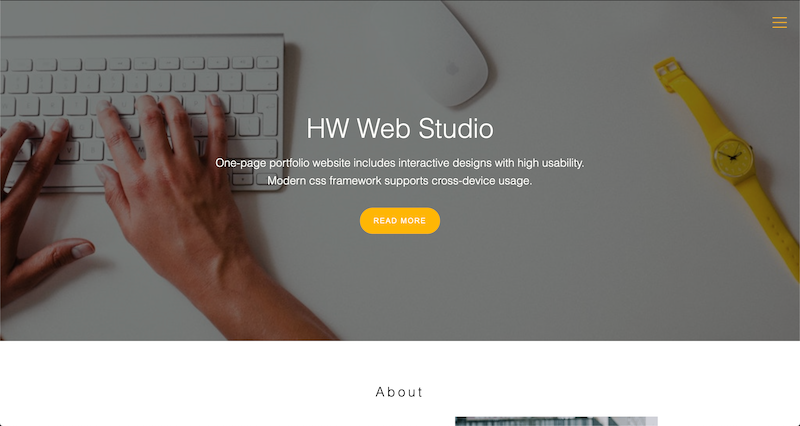 HW Web Studio
One-page portfolio website includes interactive designs with high usability.
Modern css framework supports cross-device usage.
READ MORE
About